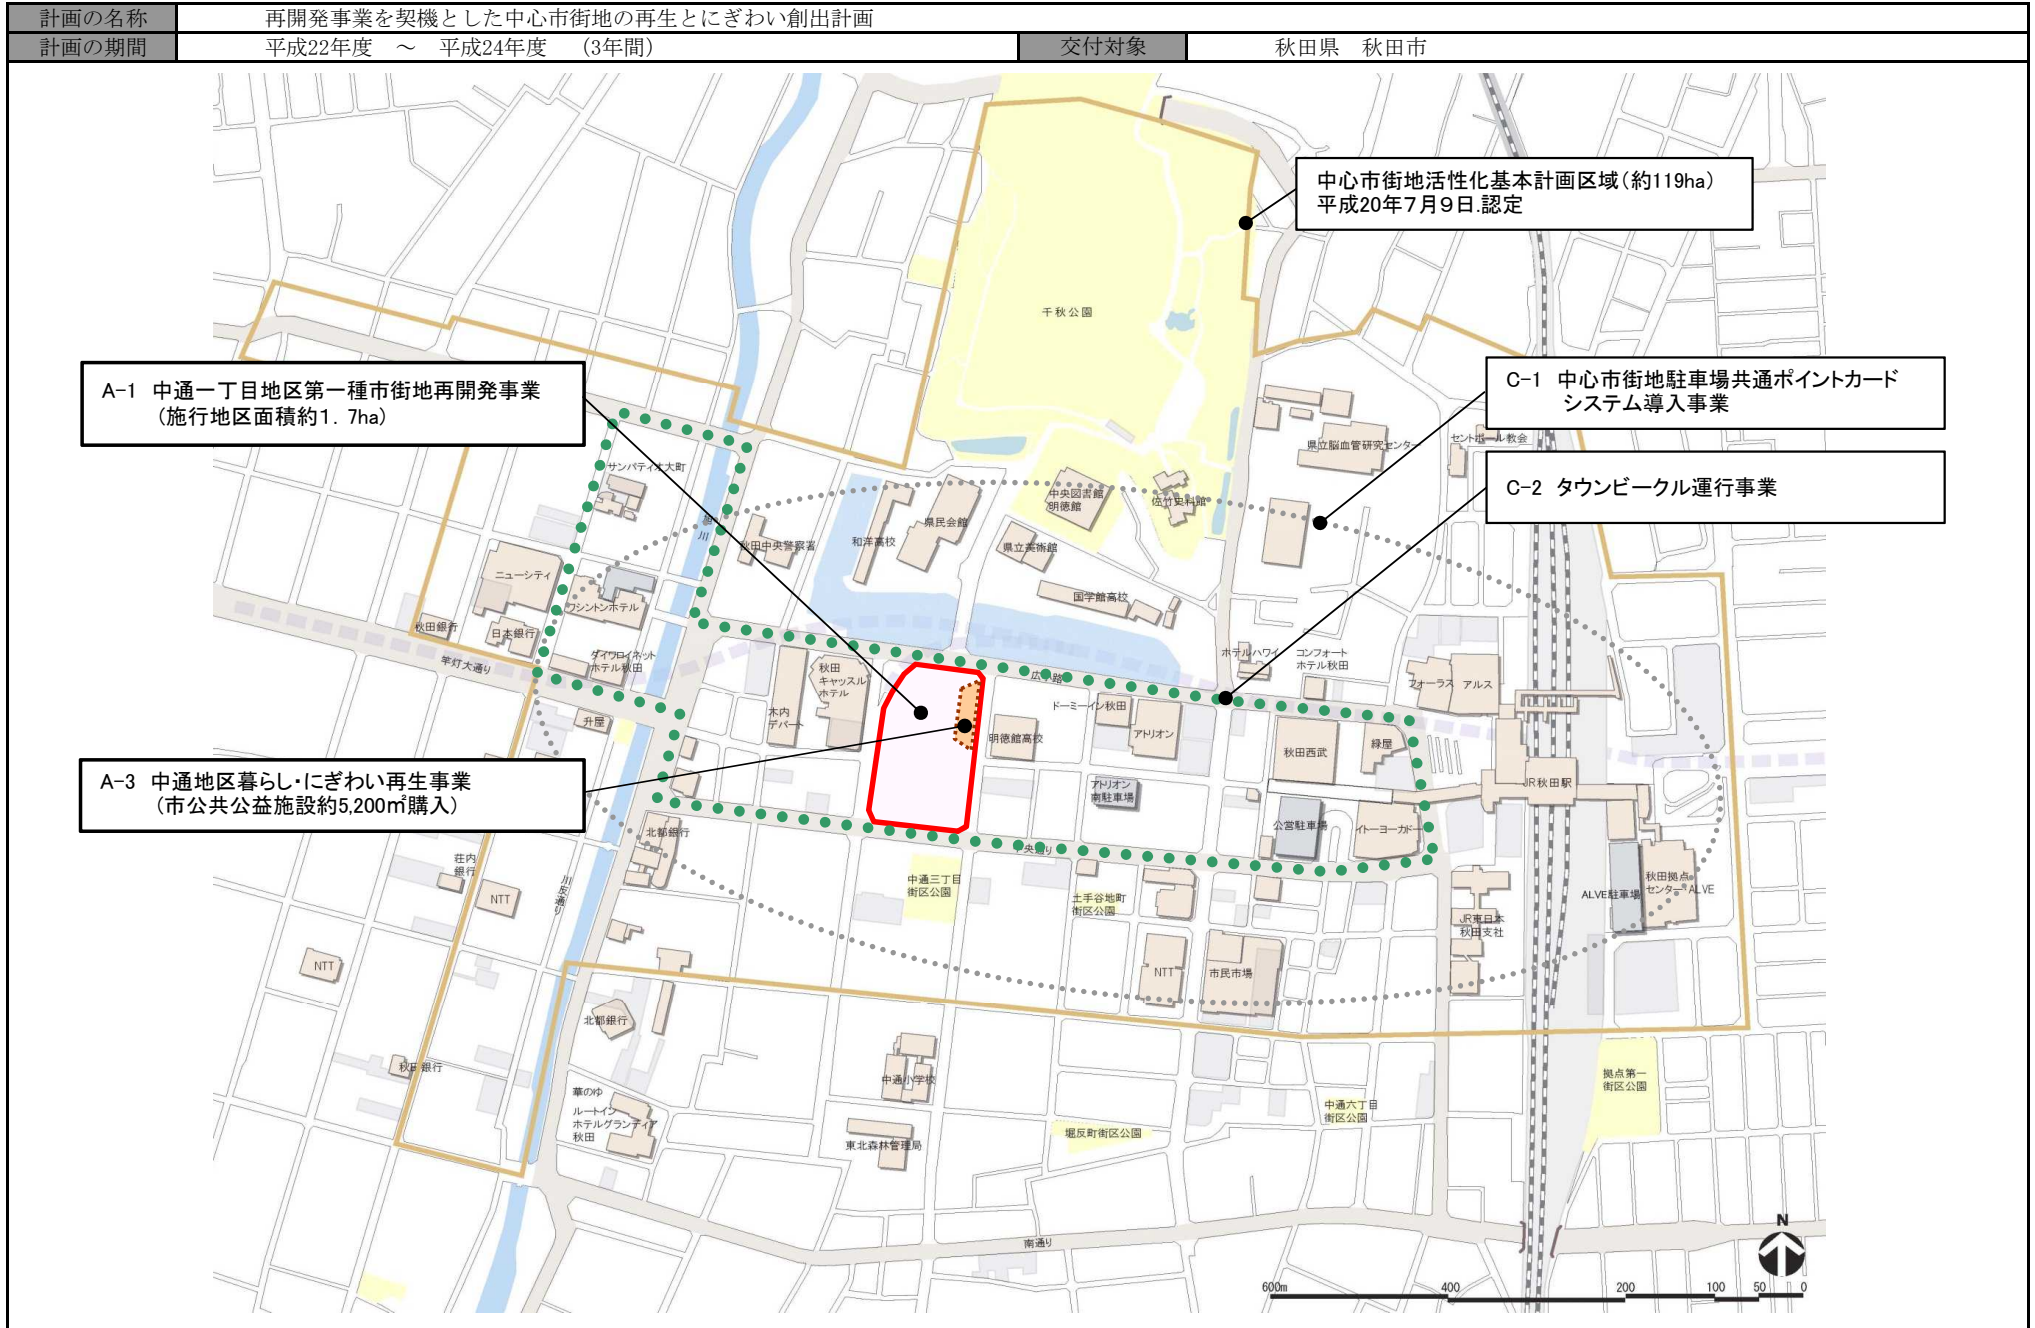 計画の名称
再開発事業を契機とした中心市街地の再生とにぎわい創出計画
計画の期間
平成22年度 ～ 平成24年度 (3年間)
交付対象
秋田県 秋田市
中心市街地活性化基本計画区域(約119ha)
平成20年7月9日.認定
千秋公園
A-1 中通一丁目地区第一種市街地再開発事業
(施行地区面積約1．7ha)
C-1 中心市街地駐車場共通ポイントカード
システム導入事業
C-2 タウンビークル運行事業
県立脳血管研究センター
セントポール教会
サンパティオ大町
中央図書館
明徳館
佐竹史料館
旭川
秋田中央警察署
和洋高校
県民会館
県立美術館
ニューシティ
ワシントンホテル
国学館高校
秋田銀行
日本銀行
ダイワロイネット
ホテル秋田
竿灯大通り
秋田
キャッスル
ホテル
広小路
ホテルハワイ
コンフォート
ホテル秋田
フォーラス
アルス
木内
デパート
升屋
ドーミーイン秋田
アトリオン
明徳館高校
秋田西武
緑屋
JR秋田駅
A-3 中通地区暮らし・にぎわい再生事業
(市公共公益施設約5,200㎡購入)
アトリオン
南駐車場
公営駐車場
イトーヨーカドー
北都銀行
中央通り
荘内
銀行
NTT
川反通り
中通三丁目
街区公園
土手谷地町
街区公園
JR東日本
秋田支社
ALVE駐車場
秋田拠点
センターALVE
NTT
NTT
市民市場
北都銀行
秋田銀行
中通小学校
華のゆ
ルートイン
ホテルグランティア
秋田
東北森林管理局
堀反町街区公園
中通六丁目
街区公園
拠点第一
街区公園
南通り
N
600m
400
200
100
50
0